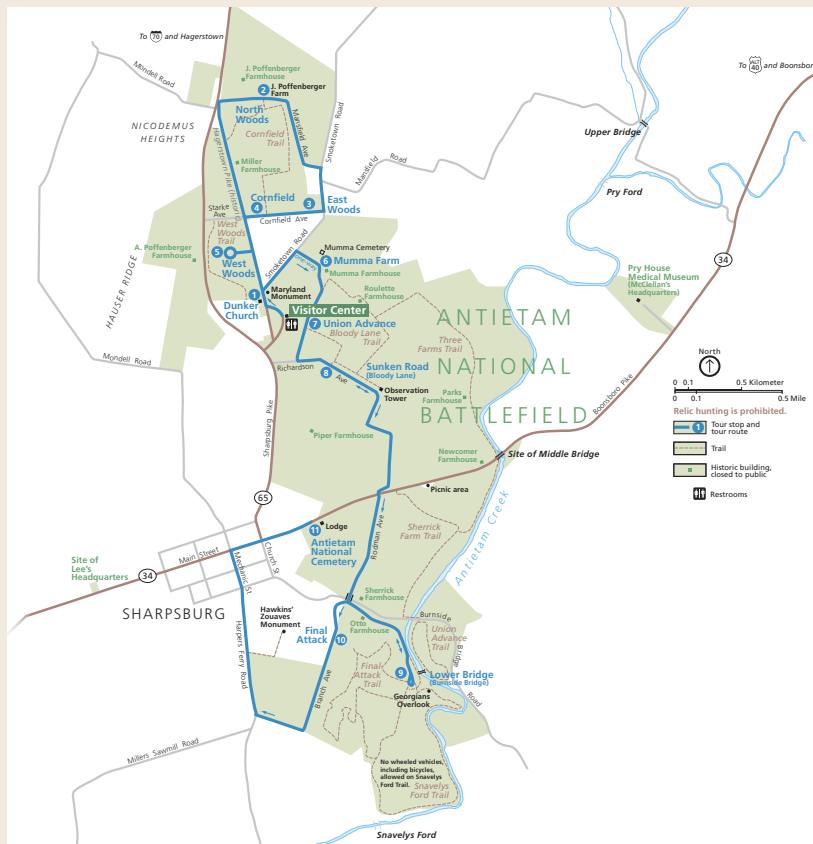 To 70 and Hagerstown
Mondell Road
J. Poffenberger
Farmhouse
2
J. Poffenberger
Farm
North
Woods
Mansfield Ave
Smoketown Road
NICODEMUS
HEIGHTS
Cornfield
Trail
Hagerstown Pike (historic)
Miller
Farmhouse
Mansfield Road
Cornfield
4
3
East
Woods
Starke
Ave
Cornfield Ave
West
Woods
Trail
5
West
Woods
A. Poffenberger
Farmhouse
HAUSER RIDGE
Smoketown Road
Mumma Cemetery
one-way
6
Mumma Farm
Mumma Farmhouse
Roulette
Farmhouse
1
Maryland
Monument
Dunker
Church
Visitor Center
7
Union Advance
Bloody Lane
Trail
Mondell Road
Richardson Ave
8
Sunken Road
(Bloody Lane)
Observation
Tower
Three
Farms Trail
Parks
Farmhouse
ANTIETAM
NATIONAL
BATTLEFIELD
Sharpsburg Pike
Piper Farmhouse
Newcomer
Farmhouse
Site of Middle Bridge
Boonsboro Pike
Upper Bridge
Pry Ford
To ALT 40 and Boonsbor
34
Pry House
Medical Museum
(McClellan's
Headquarters)
North
0 0.1 0.5 Kilometer
0 0.1 0.5 Mile
Relic hunting is prohibited.
1
Tour stop and
tour route
Trail
Historic building,
closed to public
Restrooms
Picnic area
65
Lodge
11
Antietam
National
Cemetery
Rodman Ave
Sherrick
Farm Trail
Antietam Creek
Main Street
Church St
Mechanic St
Site of
Lee's
Headquarters
34
SHARPSBURG
Hawkins'
Zouaves
Monument
Harpers Ferry Road
Sherrick
Farmhouse
Otto
Farmhouse
Final
Attack
10
Burnside Bridge Road
Union
Advance
Trail
Final
Attack
Trail
9
Lower Bridge
(Burnside Bridge)
Georgians
Overlook
Branch Ave
Millers Sawmill Road
No wheeled vehicles,
including bicycles,
allowed on Snavelys
Ford Trail.
Snavelys
Ford Trail
Snavelys Ford